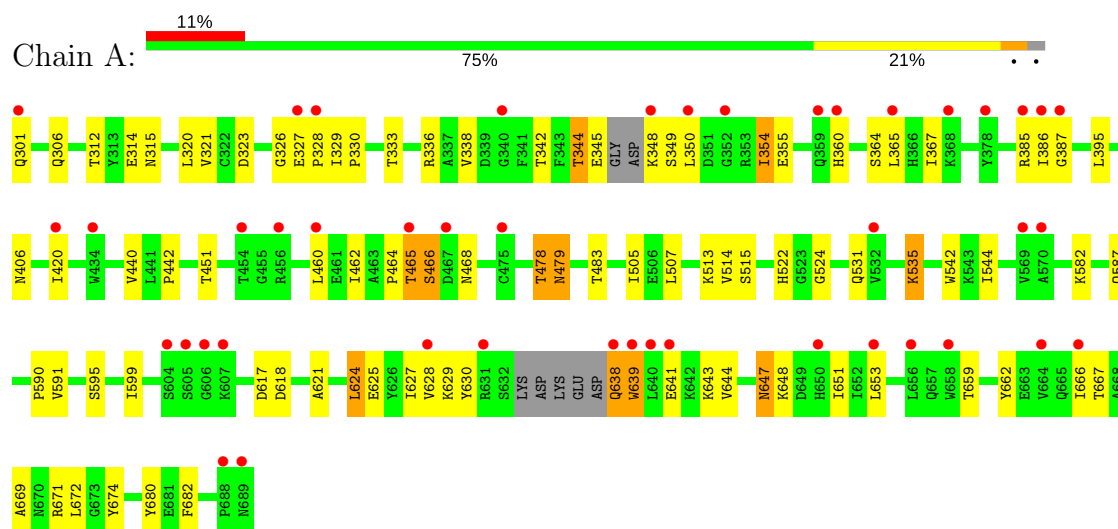 11%
Chain A:
75% 21% • •
Q301 Q306 T312 Y313 E314 N315 L320 V321 C322 D323 G326 E327 P328 I329 P330 T333 R336 A337 V338 D339 G340 F341 T342 F343 T344 E345 GLY ASP K348 S349 L350 D351 G352 R353 I354 E355 Q359 H360 S364 L365 H366 I367 K368 Y378 R385 I386 G387 L395
N406 I420 W434 V440 L441 P442 T451 T454 G455 R456 L460 E461 I462 A463 P464 T465 S466 D467 N468 C475 T478 N479 T483 I505 E506 L507 K513 V514 S515 H522 G523 G524 Q531 V532 K535 W542 K543 I544 V569 A570 K582 Q587
P590 V591 S595 I599 S604 S605 G606 K607 D617 D618 A621 L624 E625 Y626 I627 V628 K629 Y630 R631 S632 LYS ASP LYS GLU ASP Q638 W639 L640 E641 K642 K643 V644 N647 K648 D649 H650 I651 I652 L653 L656 Q657 W658 T659 Y662 E663 V664 Q665 I666 T667 A668
A669 N670 R671 L672 G673 Y674 Y680 E681 F682 P688 N689